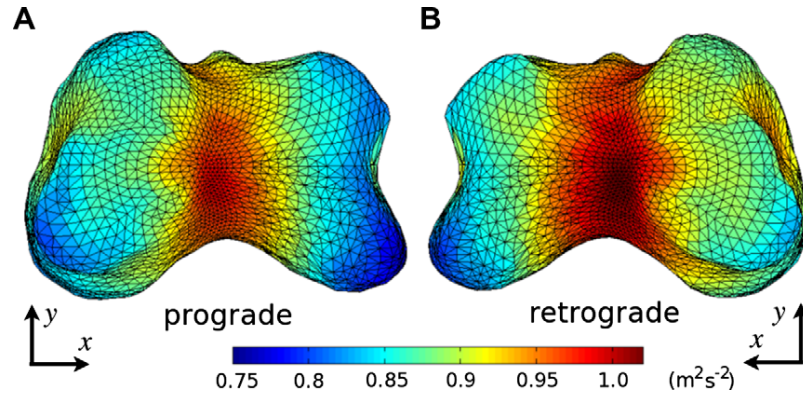 A B
prograde retrograde
y x
y x
0.75 0.8 0.85 0.9 0.95 1.0 (m²s⁻²)